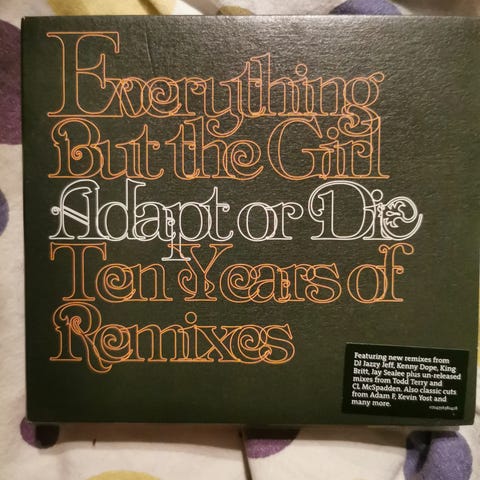 Everything
But the Girl
Adapt or Die
Ten Years of
Remixes
Featuring new remixes from
DJ Jazzy Jeff, Kenny Dope, King
Britt, Jay Sealee plus un-released
mixes from Todd Terry and
CL McSpadden. Also classic cuts
from Adam F, Kevin Yost and
many more.